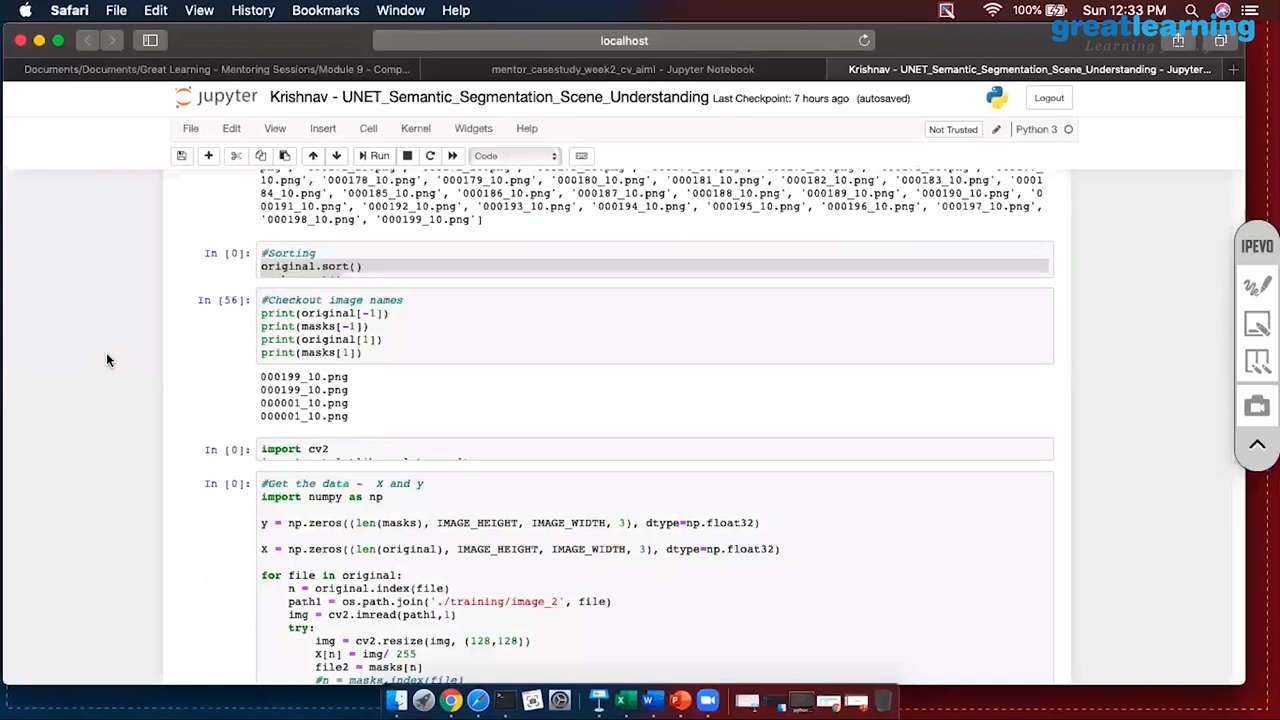 Safari File Edit View History Bookmarks Window Help 100% Sun 12:33 PM
greatlearning
Learning
localhost
Documents/Documents/Great Learning - Mentoring Sessions/Module 9 - Comp... mentor_casestudy_week2_cv_aiml - Jupyter Notebook Krishnav - UNET_Semantic_Segmentation_Scene_Understanding - Jupyter...
jupyter Krishnav - UNET_Semantic_Segmentation_Scene_Understanding Last Checkpoint: 7 hours ago (autosaved) Logout
File Edit View Insert Cell Kernel Widgets Help Not Trusted Python 3
Run Code
10.png', '000178_10.png', '000179_10.png', '000180_10.png', '000181_10.png', '000182_10.png', '000183_10.png', '0001
84_10.png', '000185_10.png', '000186_10.png', '000187_10.png', '000188_10.png', '000189_10.png', '000190_10.png', '0
00191_10.png', '000192_10.png', '000193_10.png', '000194_10.png', '000195_10.png', '000196_10.png', '000197_10.png',
'000198_10.png', '000199_10.png']
In [0]: #Sorting
original.sort()
In [56]: #Checkout image names
print(original[-1])
print(masks[-1])
print(original[1])
print(masks[1])
000199_10.png
000199_10.png
000001_10.png
000001_10.png
In [0]: import cv2
In [0]: #Get the data - X and y
import numpy as np
y = np.zeros((len(masks), IMAGE_HEIGHT, IMAGE_WIDTH, 3), dtype=np.float32)
X = np.zeros((len(original), IMAGE_HEIGHT, IMAGE_WIDTH, 3), dtype=np.float32)
for file in original:
n = original.index(file)
path1 = os.path.join('./training/image_2', file)
img = cv2.imread(path1,1)
try:
img = cv2.resize(img, (128,128))
X[n] = img/ 255
file2 = masks[n]
#n = masks.index(file)
IPEVO